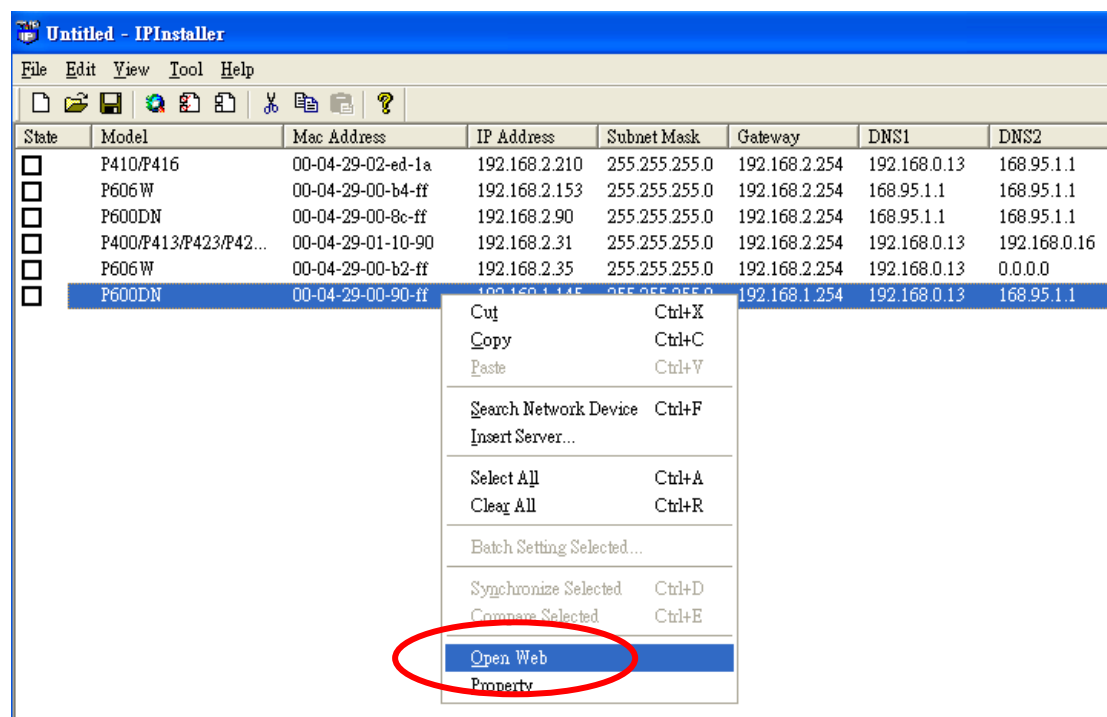 Untitled - IPInstaller
File Edit View Tool Help
State Model Mac Address IP Address Subnet Mask Gateway DNS1 DNS2
P410/P416 00-04-29-02-ed-1a 192.168.2.210 255.255.255.0 192.168.2.254 192.168.0.13 168.95.1.1
P606W 00-04-29-00-b4-ff 192.168.2.153 255.255.255.0 192.168.2.254 168.95.1.1 168.95.1.1
P600DN 00-04-29-00-8c-ff 192.168.2.90 255.255.255.0 192.168.2.254 168.95.1.1 168.95.1.1
P400/P413/P423/P42... 00-04-29-01-10-90 192.168.2.31 255.255.255.0 192.168.2.254 192.168.0.13 192.168.0.16
P606W 00-04-29-00-b2-ff 192.168.2.35 255.255.255.0 192.168.2.254 192.168.0.13 0.0.0.0
P600DN 00-04-29-00-90-ff 192.168.1.145 255.255.255.0 192.168.1.254 192.168.0.13 168.95.1.1
Cut Ctrl+X
Copy Ctrl+C
Paste Ctrl+V
Search Network Device Ctrl+F
Insert Server...
Select All Ctrl+A
Clear All Ctrl+R
Batch Setting Selected...
Synchronize Selected Ctrl+D
Compare Selected Ctrl+E
Open Web
Property